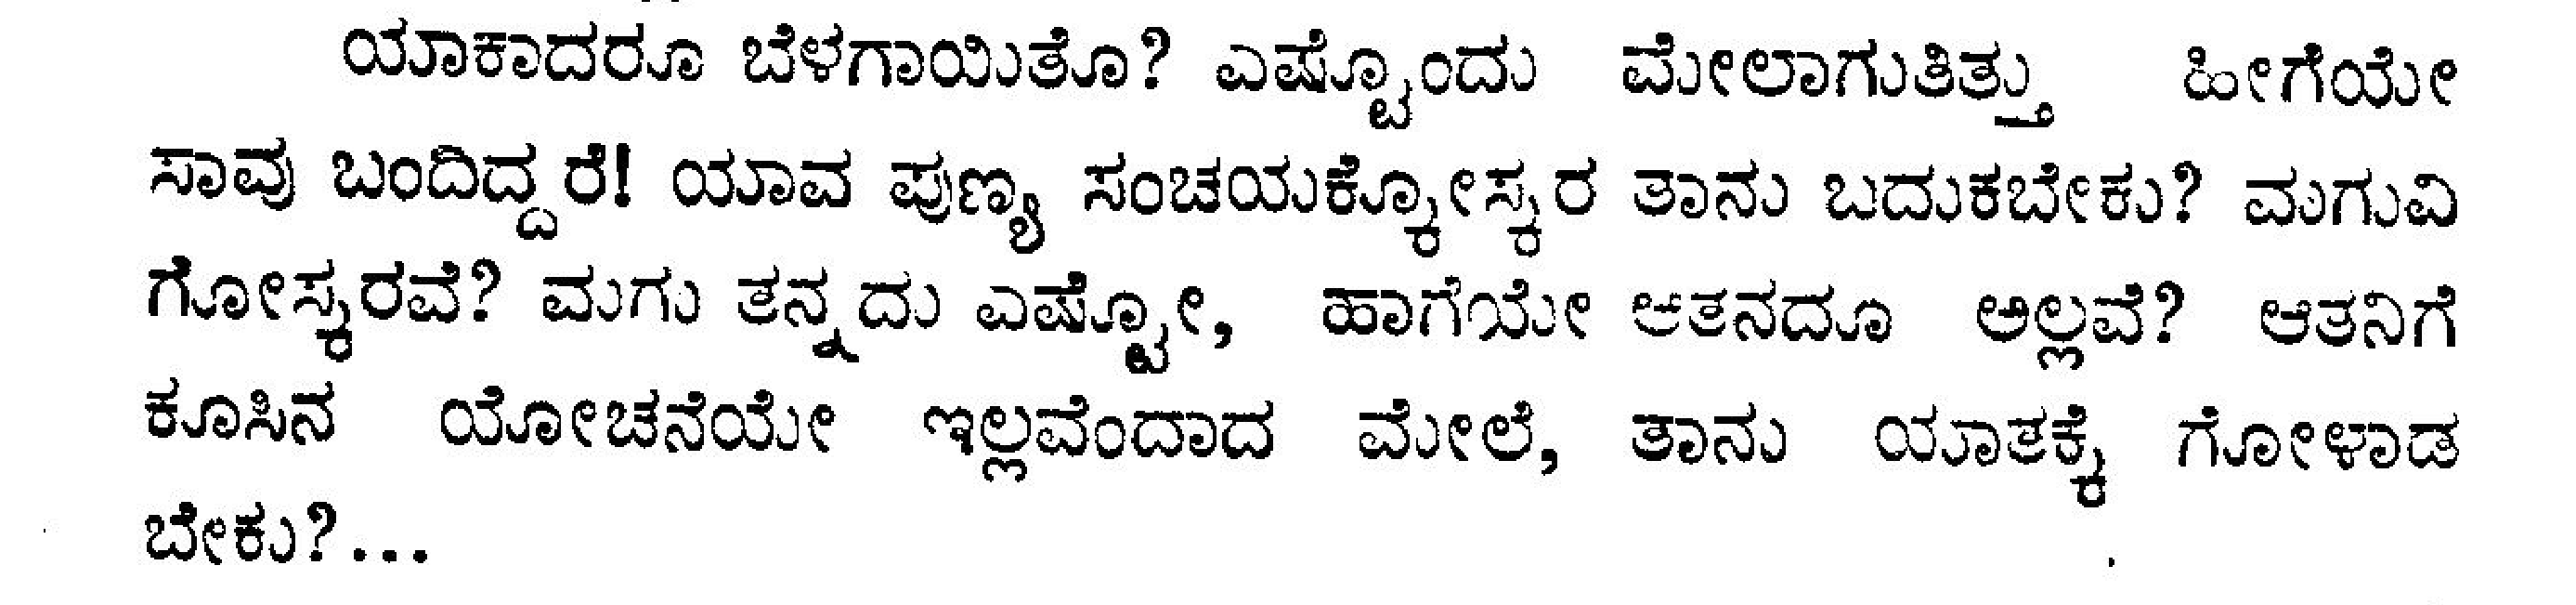 ಯಾಕಾದರೂ ಬೆಳಗಾಯಿತೊ? ಎಷ್ಟೊಂದು ಮೇಲಾಗುತಿತ್ತು ಹೀಗೆಯೇ
ಸಾವು ಬಂದಿದ್ದರೆ! ಯಾವ ಪುಣ್ಯ ಸಂಚಯಕ್ಕೋಸ್ಕರ ತಾನು ಬದುಕಬೇಕು? ಮಗುವಿ
ಗೋಸ್ಕರವೆ? ಮಗು ತನ್ನದು ಎಷ್ಟೋ, ಹಾಗೆಯೇ ಆತನದೂ ಅಲ್ಲವೆ? ಆತನಿಗೆ
ಕೂಸಿನ ಯೋಚನೆಯೇ ಇಲ್ಲವೆಂದಾದ ಮೇಲೆ, ತಾನು ಯಾತಕ್ಕೆ ಗೋಳಾಡ
ಬೇಕು?...